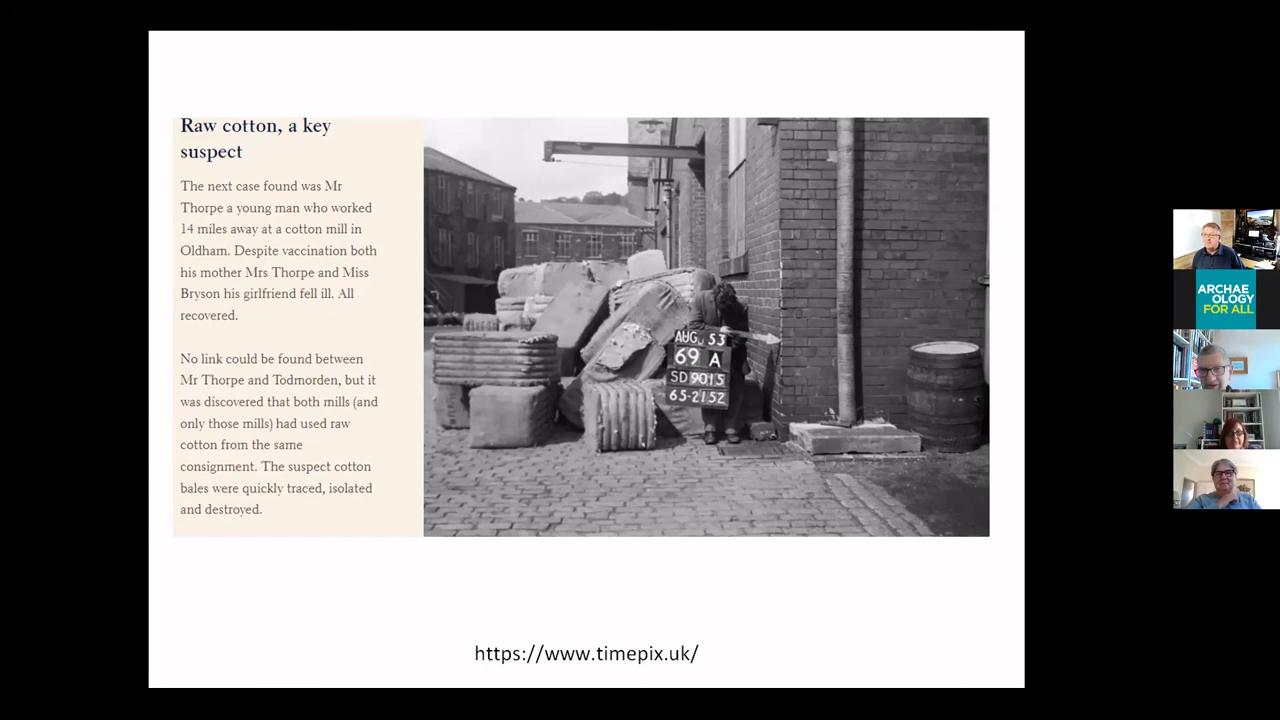 Raw cotton, a key
suspect
The next case found was Mr
Thorpe a young man who worked
14 miles away at a cotton mill in
Oldham. Despite vaccination both
his mother Mrs Thorpe and Miss
Bryson his girlfriend fell ill. All
recovered.
No link could be found between
Mr Thorpe and Todmorden, but it
was discovered that both mills (and
only those mills) had used raw
cotton from the same
consignment. The suspect cotton
bales were quickly traced, isolated
and destroyed.
AUG. 53
69 A
SD 9015
65-2152
https://www.timepix.uk/
ARCHAE
OLOGY
FOR ALL